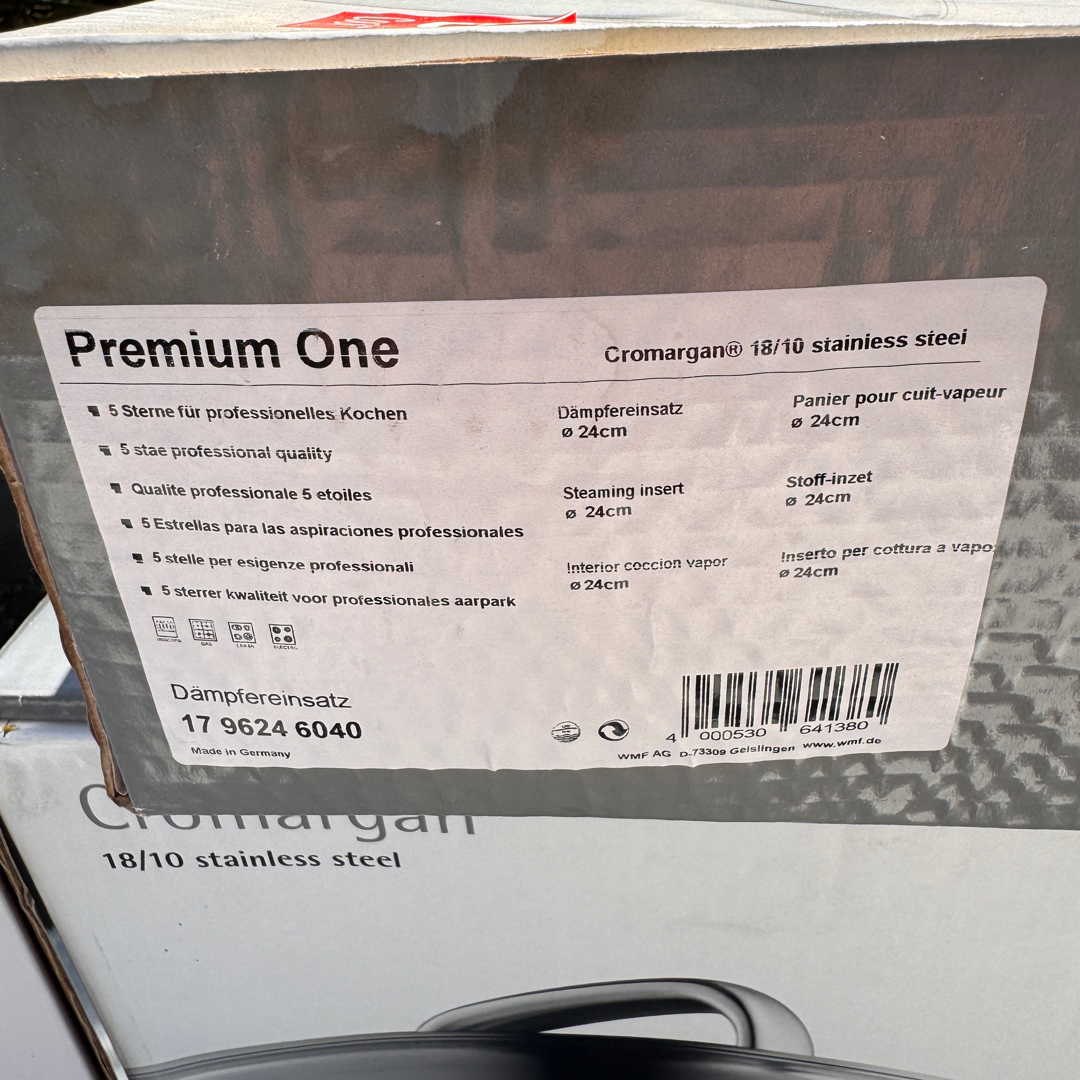 Premium One
Cromargan® 18/10 stainless steel
5 Sterne für professionelles Kochen
5 stae professional quality
Qualite professionale 5 etoiles
5 Estrellas para las aspiraciones professionales
5 stelle per esigenze professionali
5 sterrer kwaliteit voor professionales aarpark
Dämpfereinsatz
ø 24cm
Panier pour cuit-vapeur
ø 24cm
Steaming insert
ø 24cm
Stoff-inzet
ø 24cm
Interior coccion vapor
ø 24cm
Inserto per cottura a vapo
ø 24cm
GAS
Dämpfereinsatz
17 9624 6040
Made in Germany
4 000530 641380
WMF AG D-73309 Geislingen www.wmf.de
Cromargan
18/10 stainless steel